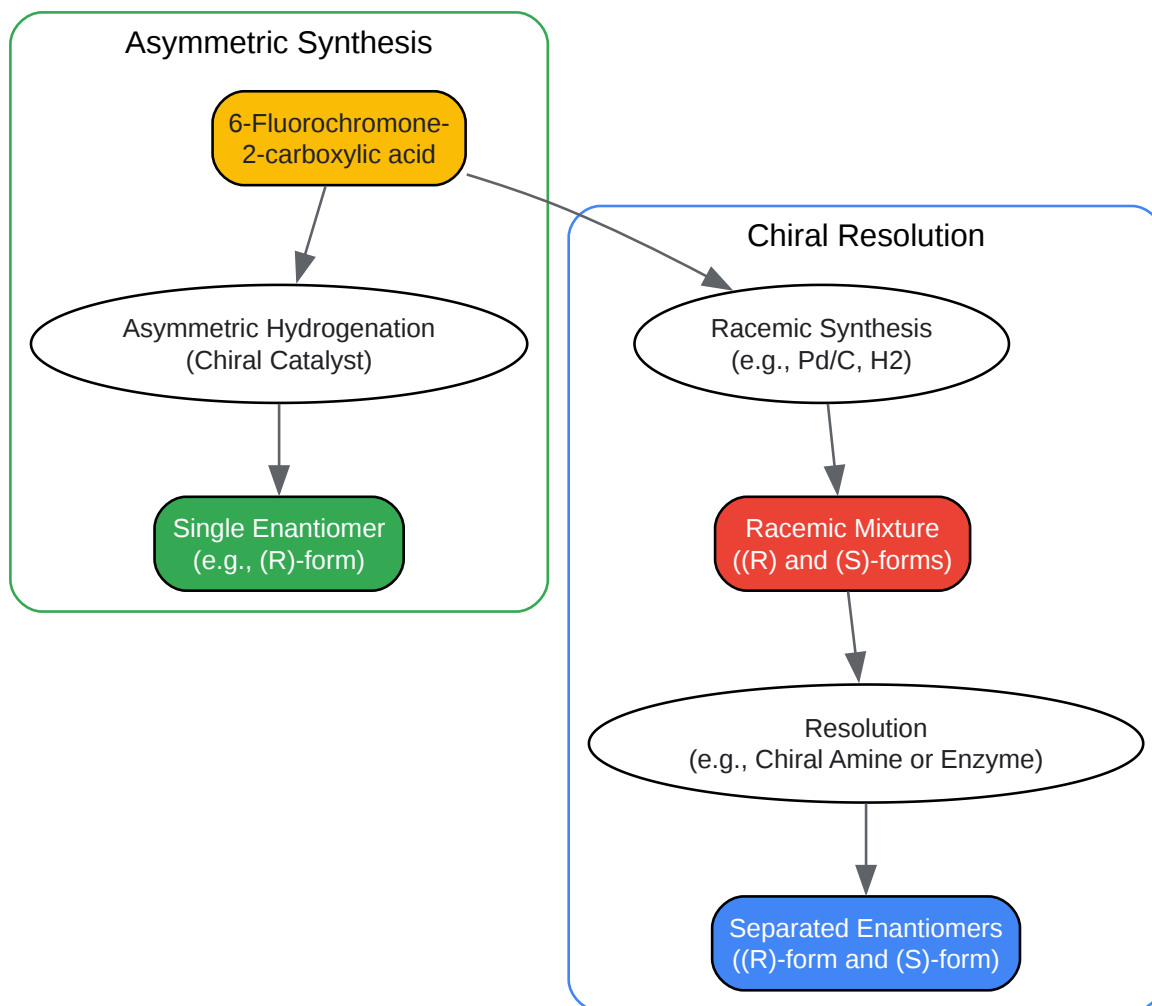 Asymmetric Synthesis
6-Fluorochromone-
2-carboxylic acid
Asymmetric Hydrogenation
(Chiral Catalyst)
Single Enantiomer
(e.g., (R)-form)
Chiral Resolution
Racemic Synthesis
(e.g., Pd/C, H2)
Racemic Mixture
((R) and (S)-forms)
Resolution
(e.g., Chiral Amine or Enzyme)
Separated Enantiomers
((R)-form and (S)-form)